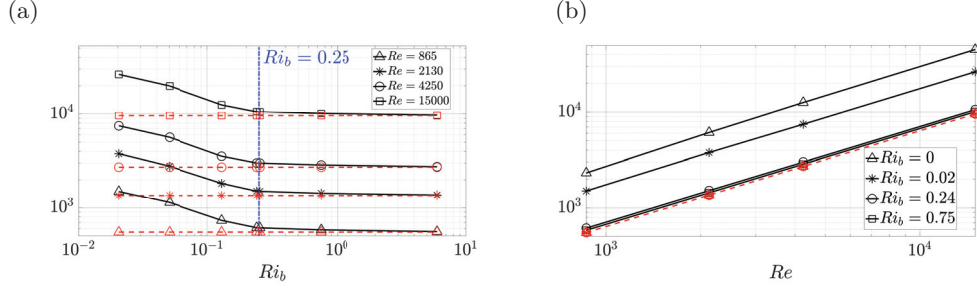 (a)
(b)
Ri_b = 0.25
Re = 865
Re = 2130
Re = 4250
Re = 15000
10^4
10^3
10^{-2}
10^{-1}
10^0
10^1
Ri_b
10^4
10^3
Ri_b = 0
Ri_b = 0.02
Ri_b = 0.24
Ri_b = 0.75
10^3
10^4
Re